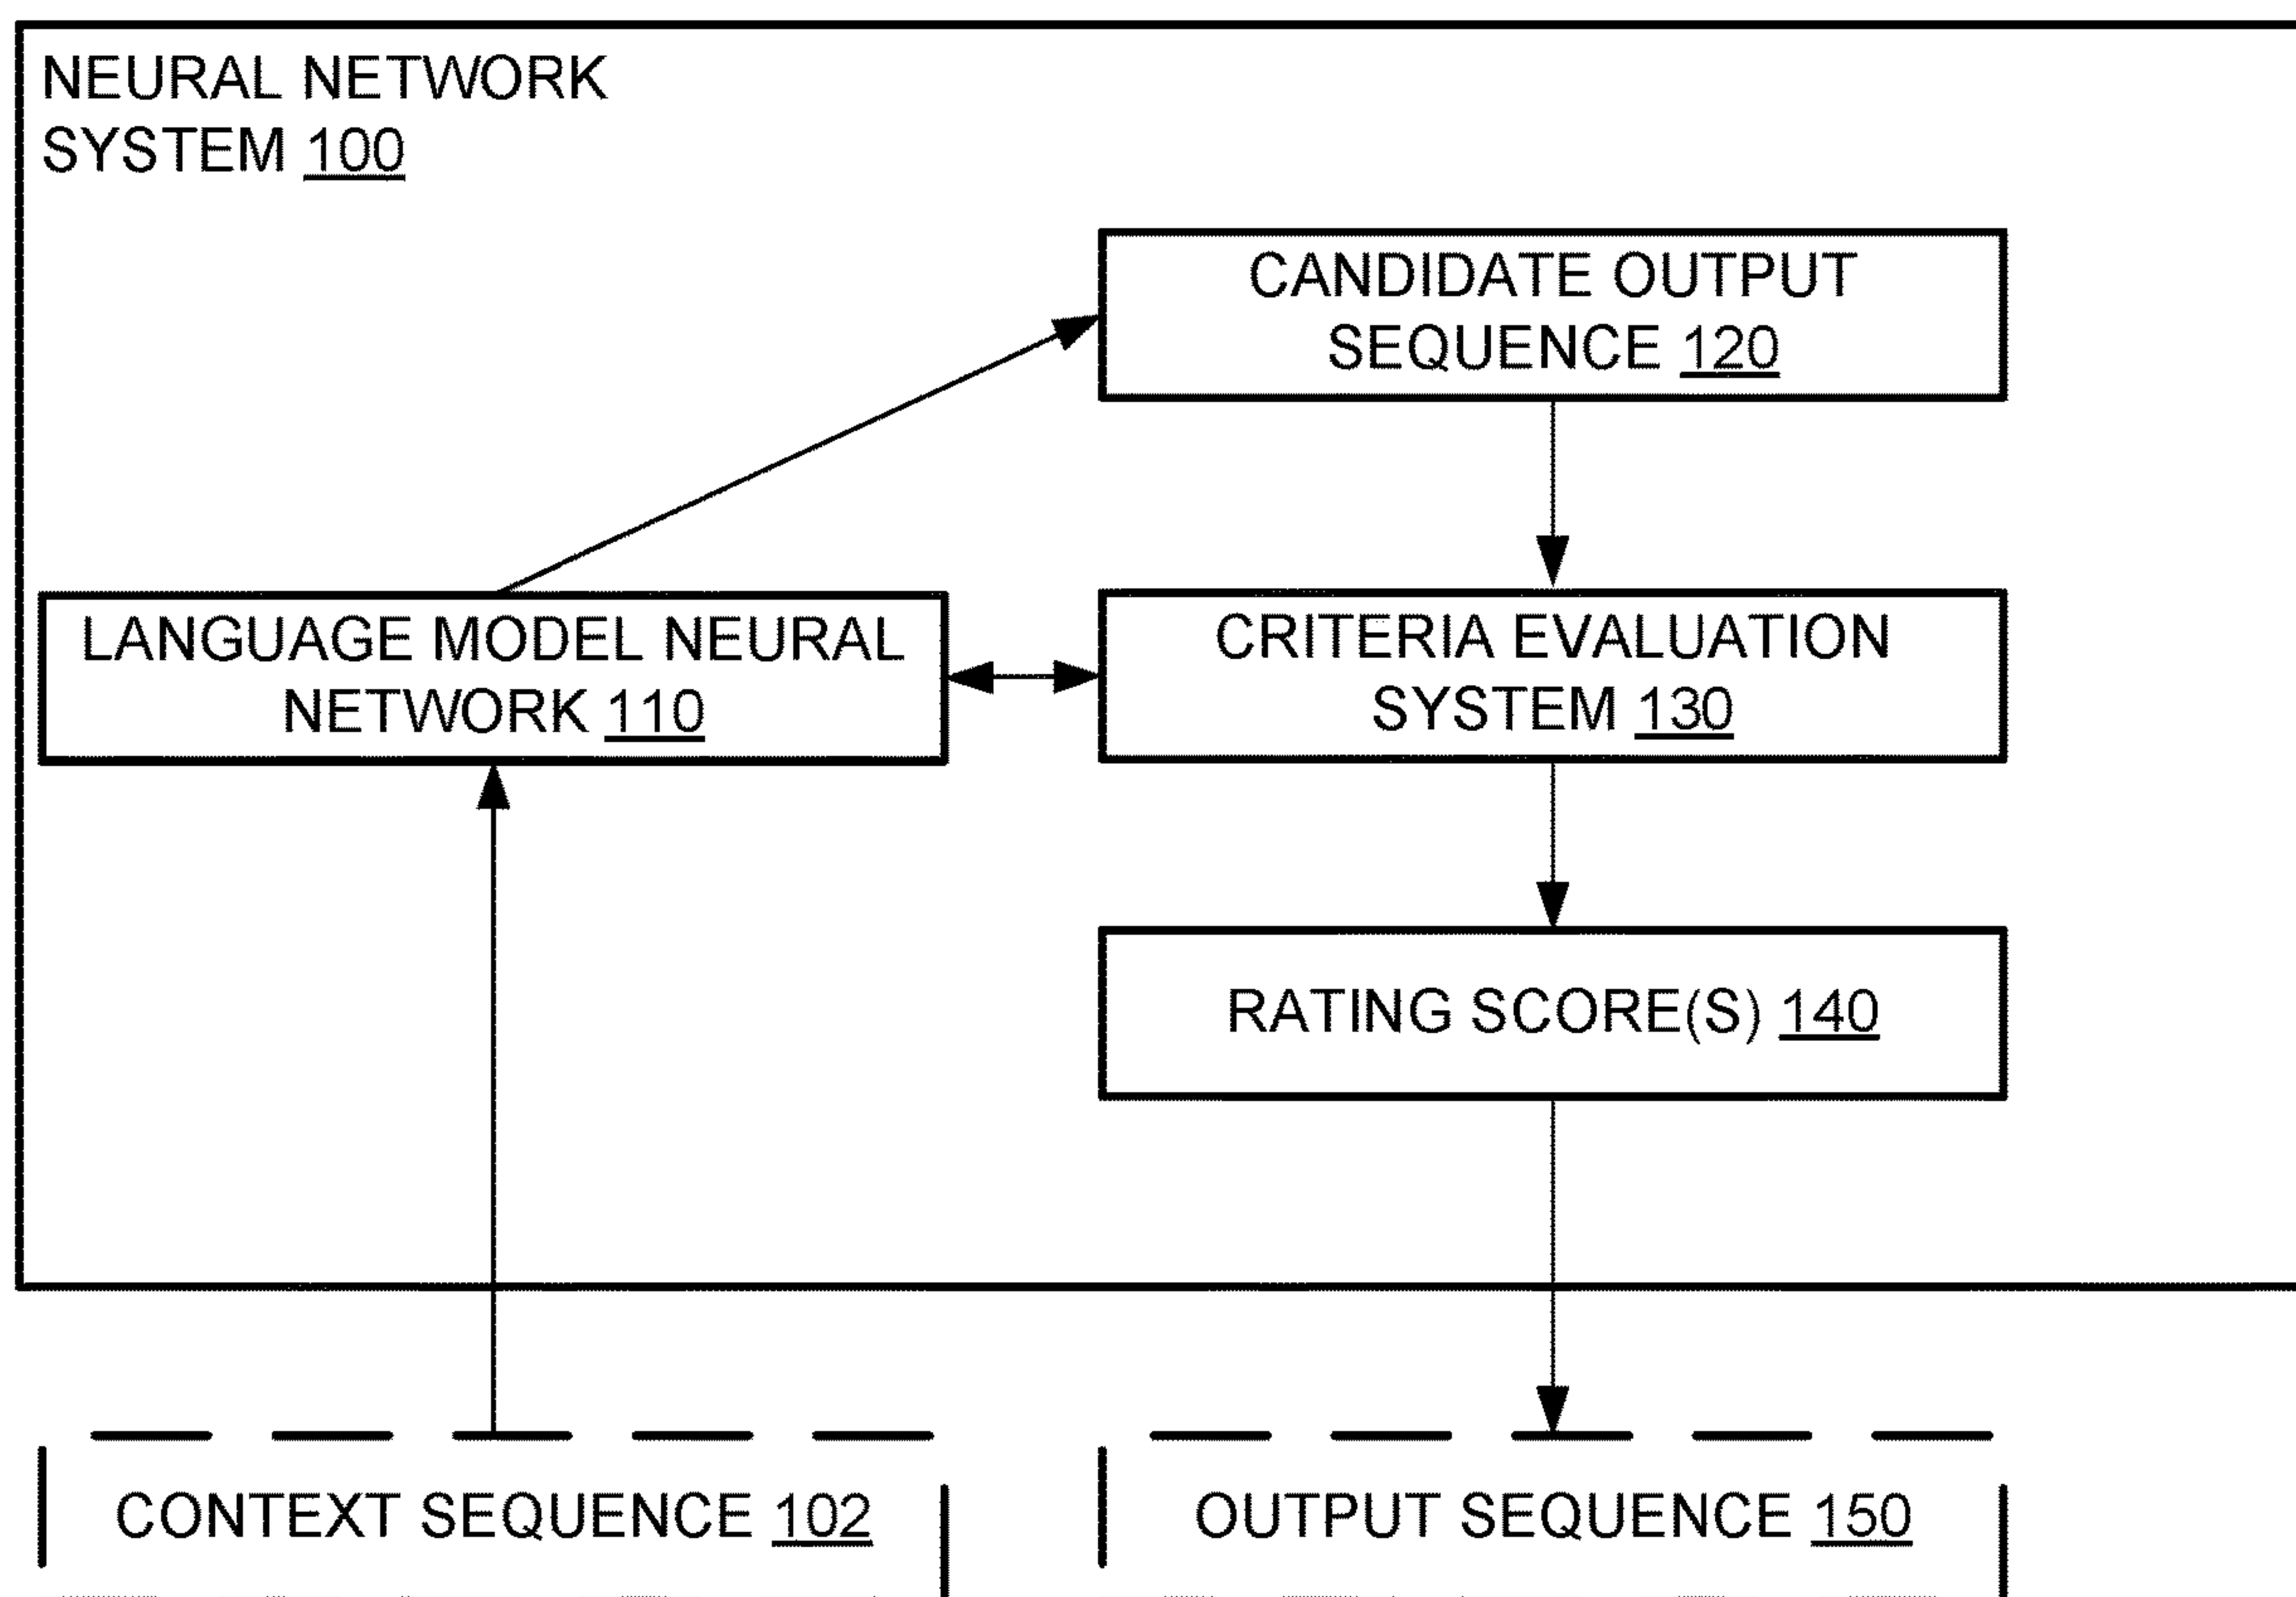 NEURAL NETWORK
SYSTEM 100
CANDIDATE OUTPUT
SEQUENCE 120
LANGUAGE MODEL NEURAL
NETWORK 110
CRITERIA EVALUATION
SYSTEM 130
RATING SCORE(S) 140
CONTEXT SEQUENCE 102
OUTPUT SEQUENCE 150